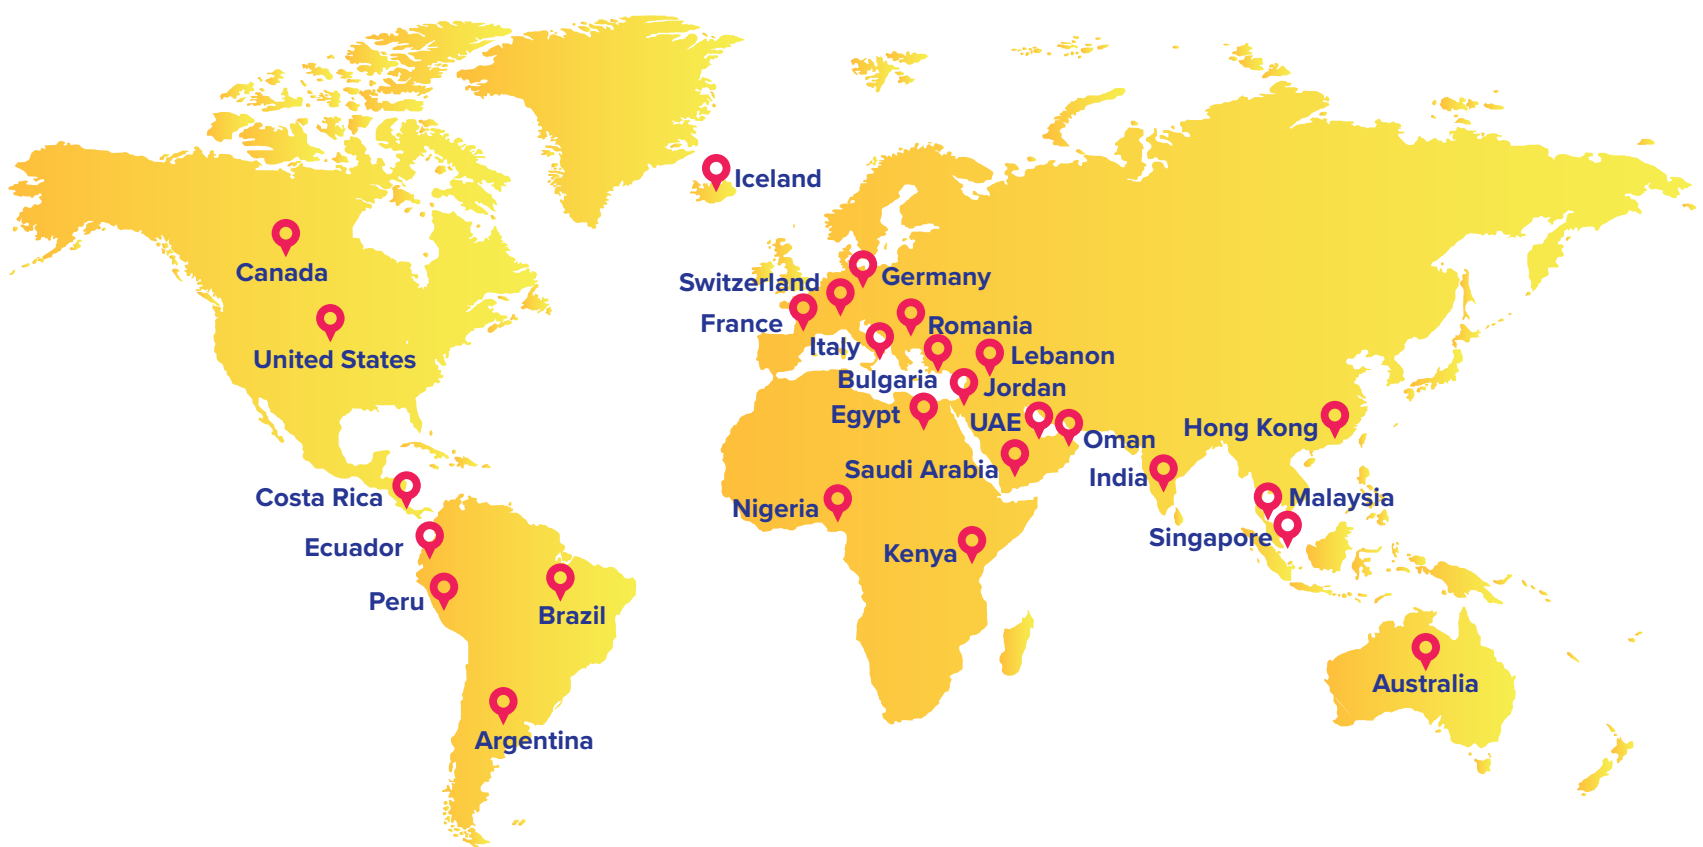 Iceland
Canada
Switzerland
Germany
France
Romania
United States
Italy
Lebanon
Bulgaria
Jordan
Egypt
UAE
Hong Kong
Oman
Saudi Arabia
India
Costa Rica
Malaysia
Nigeria
Singapore
Ecuador
Kenya
Peru
Brazil
Australia
Argentina